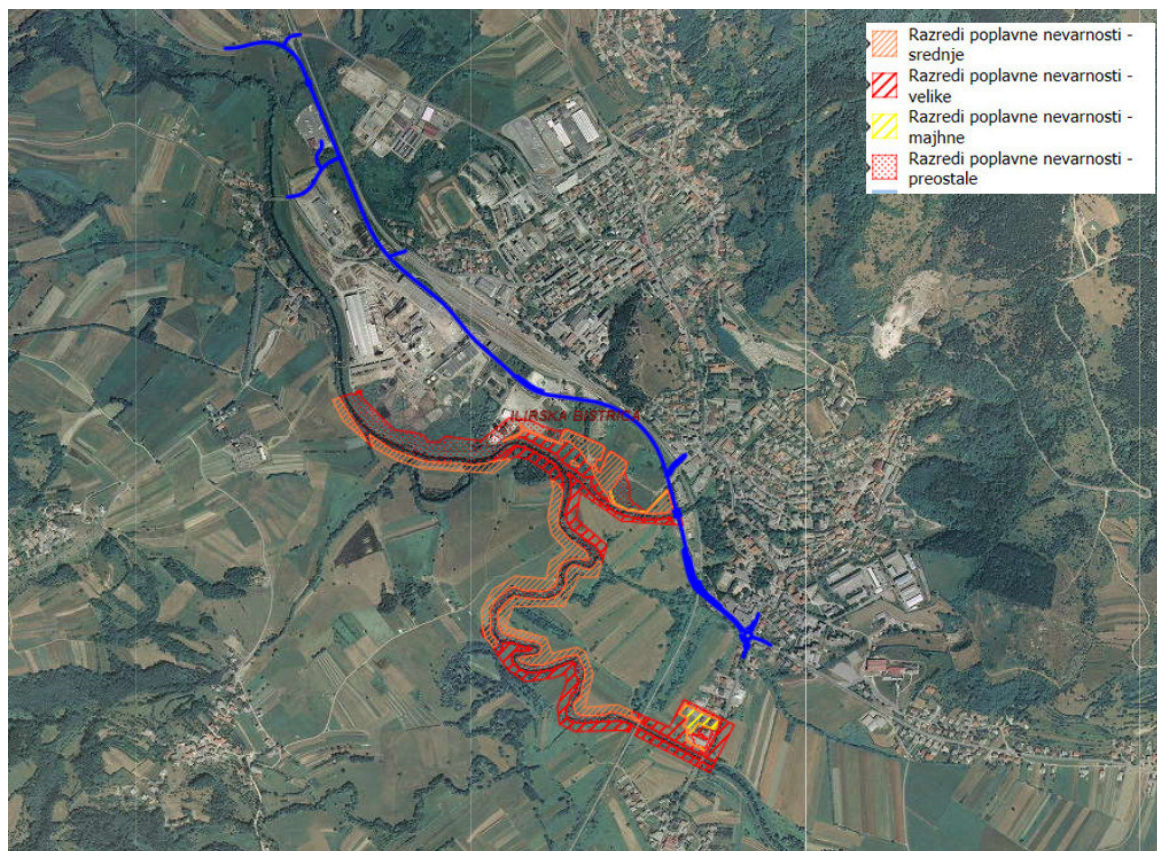 Razredi poplavne nevarnosti -
srednje
Razredi poplavne nevarnosti -
velike
Razredi poplavne nevarnosti -
majhne
Razredi poplavne nevarnosti -
preostale
ILIRSKA BISTRICA